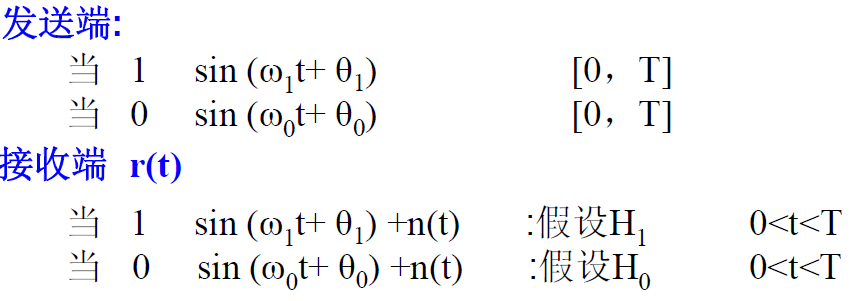 发送端:
当 1 sin (ω₁t+ θ₁) [0，T]
当 0 sin (ω₀t+ θ₀) [0，T]
接收端 r(t)
当 1 sin (ω₁t+ θ₁) +n(t) :假设H₁ 0<t<T
当 0 sin (ω₀t+ θ₀) +n(t) :假设H₀ 0<t<T